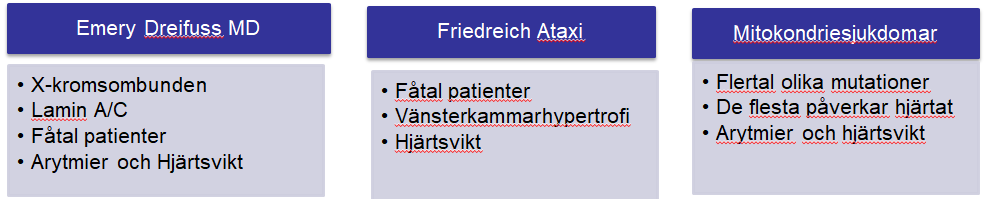 Emery Dreifuss MD
• X-kromsombunden
• Lamin A/C
• Fåtal patienter
• Arytmier och Hjärtsvikt
Friedreich Ataxi
• Fåtal patienter
• Vänsterkammarhypertrofi
• Hjärtsvikt
Mitokondriesjukdomar
• Flertal olika mutationer
• De flesta påverkar hjärtat
• Arytmier och hjärtsvikt